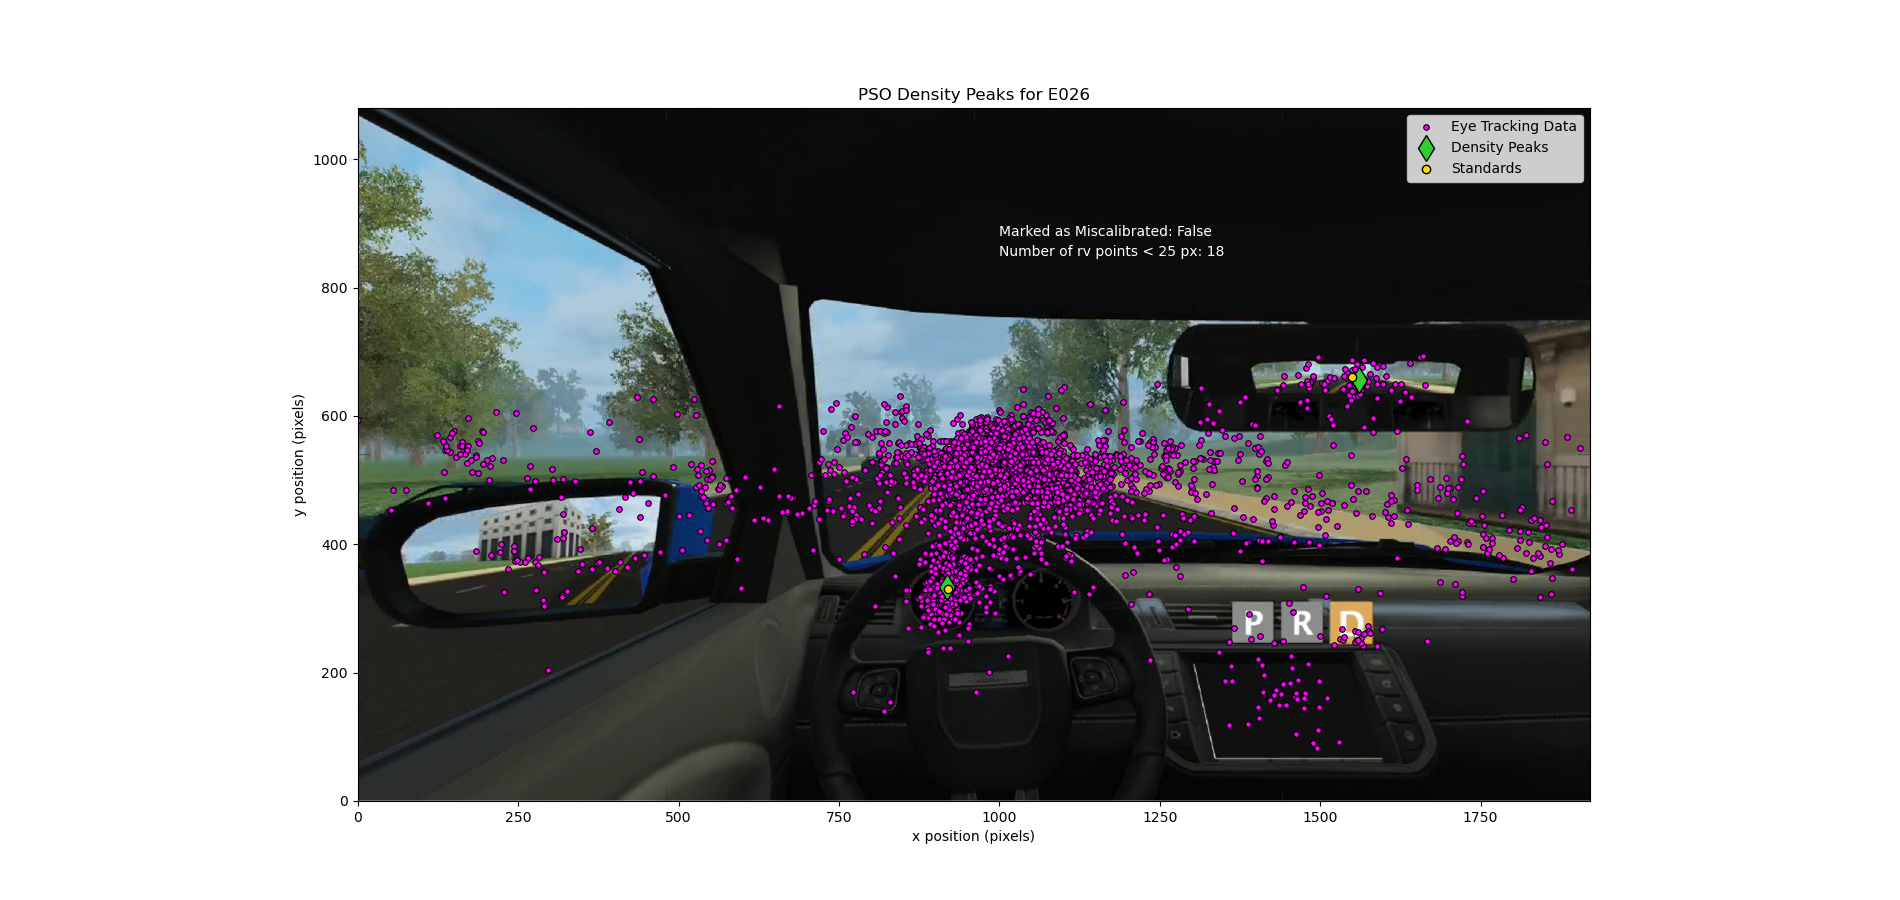 PSO Density Peaks for E026
Eye Tracking Data
Density Peaks
Standards
Marked as Miscalibrated: False
Number of rv points < 25 px: 18
y position (pixels)
1000
800
600
400
200
0
P R D
0 250 500 750 1000 1250 1500 1750
x position (pixels)